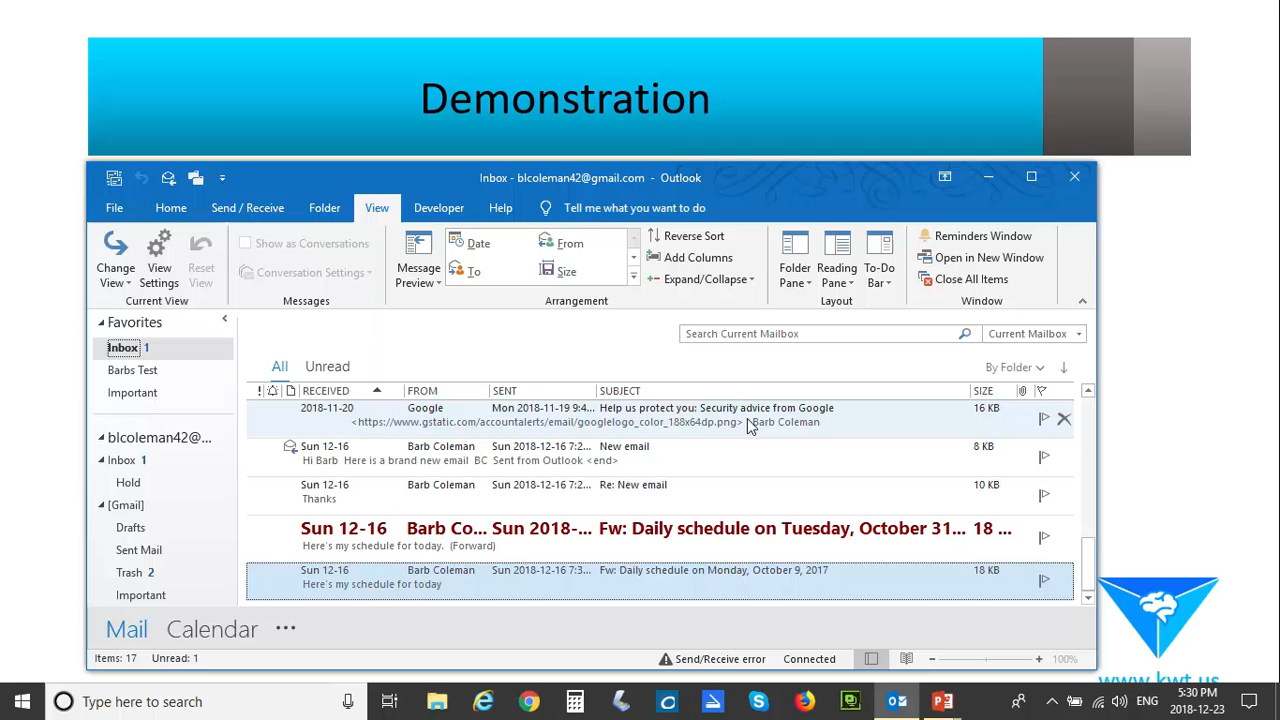 Demonstration
Inbox - blcoleman42@gmail.com - Outlook
File Home Send / Receive Folder View Developer Help Tell me what you want to do
Change View
View Settings
Reset View
Current View
Show as Conversations
Conversation Settings
Messages
Message Preview
Date From
To Size
Arrangement
Reverse Sort
Add Columns
Expand/Collapse
Folder Pane
Reading Pane
To-Do Bar
Layout
Reminders Window
Open in New Window
Close All Items
Window
Favorites
Inbox 1
Barbs Test
Important
blcoleman42@...
Inbox 1
Hold
[Gmail]
Drafts
Sent Mail
Trash 2
Important
Search Current Mailbox Current Mailbox
All Unread By Folder
! RECEIVED FROM SENT SUBJECT SIZE
2018-11-20 Google Mon 2018-11-19 9:4... Help us protect you: Security advice from Google 16 KB
<https://www.gstatic.com/accountalerts/email/googlelogo_color_188x64dp.png> Barb Coleman
Sun 12-16 Barb Coleman Sun 2018-12-16 7:2... New email 8 KB
Hi Barb Here is a brand new email BC Sent from Outlook <end>
Sun 12-16 Barb Coleman Sun 2018-12-16 7:2... Re: New email 10 KB
Thanks
Sun 12-16 Barb Co... Sun 2018-... Fw: Daily schedule on Tuesday, October 31... 18 ...
Here's my schedule for today. (Forward)
Sun 12-16 Barb Coleman Sun 2018-12-16 7:3... Fw: Daily schedule on Monday, October 9, 2017 18 KB
Here's my schedule for today
Mail Calendar •••
Items: 17 Unread: 1 Send/Receive error Connected 100%
www.kwt.us
Type here to search ENG 5:30 PM
2018-12-23